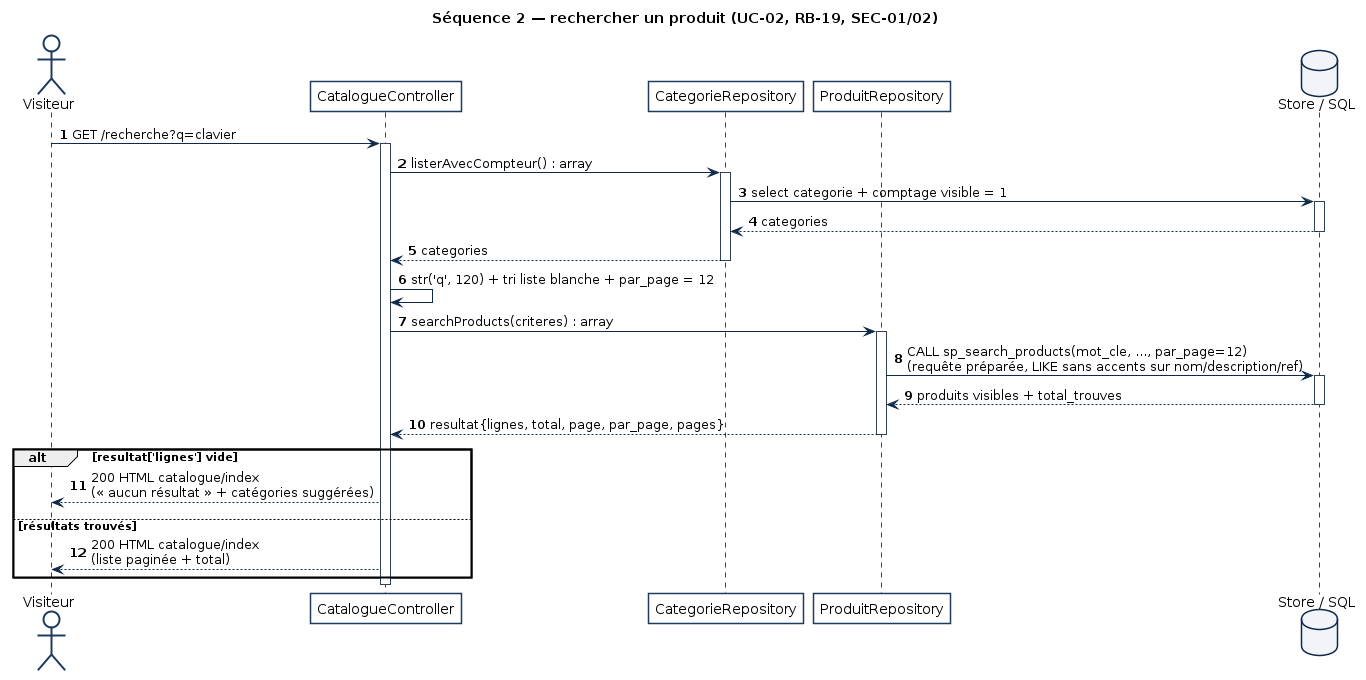 Séquence 2 — rechercher un produit (UC-02, RB-19, SEC-01/02)
Visiteur
CatalogueController
CategorieRepository
ProduitRepository
Store / SQL
1 GET /recherche?q=clavier
2 listerAvecCompteur() : array
3 select categorie + comptage visible = 1
4 categories
5 categories
6 str('q', 120) + tri liste blanche + par_page = 12
7 searchProducts(criteres) : array
8 CALL sp_search_products(mot_cle, ..., par_page=12)
(requête préparée, LIKE sans accents sur nom/description/ref)
9 produits visibles + total_trouves
10 resultat{lignes, total, page, par_page, pages}
alt [resultat['lignes'] vide]
11 200 HTML catalogue/index
(« aucun résultat » + catégories suggérées)
[résultats trouvés]
12 200 HTML catalogue/index
(liste paginée + total)
Visiteur
CatalogueController
CategorieRepository
ProduitRepository
Store / SQL